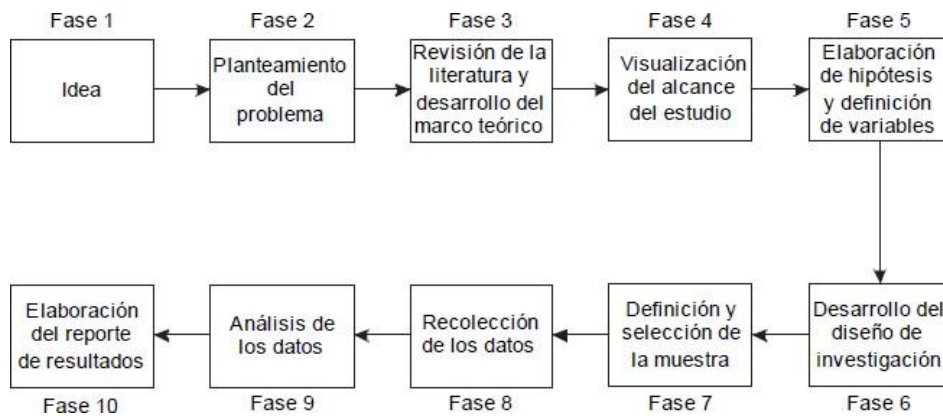 Fase 1
Idea
Fase 2
Planteamiento
del
problema
Fase 3
Revisión de la
literatura y
desarrollo del
marco teórico
Fase 4
Visualización
del alcance
del estudio
Fase 5
Elaboración
de hipótesis
y definición
de variables
Desarrollo del
diseño de
investigación
Fase 6
Definición y
selección de
la muestra
Fase 7
Recolección
de los datos
Fase 8
Análisis de
los datos
Fase 9
Elaboración
del reporte
de resultados
Fase 10